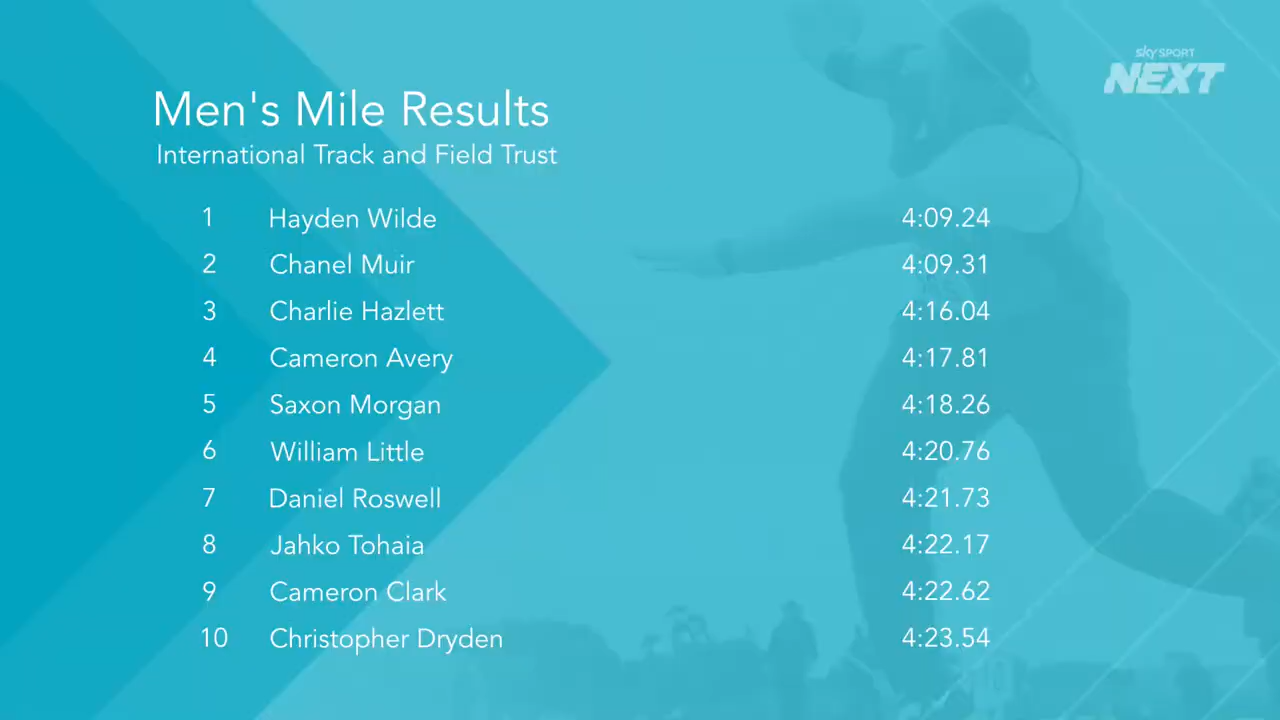 sky SPORT
NEXT
Men's Mile Results
International Track and Field Trust
1 Hayden Wilde 4:09.24
2 Chanel Muir 4:09.31
3 Charlie Hazlett 4:16.04
4 Cameron Avery 4:17.81
5 Saxon Morgan 4:18.26
6 William Little 4:20.76
7 Daniel Roswell 4:21.73
8 Jahko Tohaia 4:22.17
9 Cameron Clark 4:22.62
10 Christopher Dryden 4:23.54